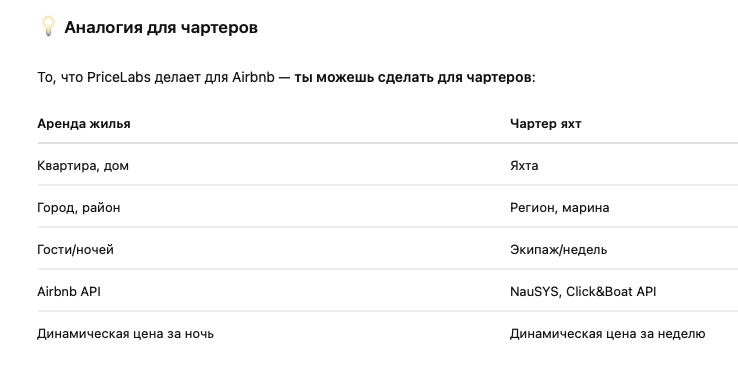 💡 Аналогия для чартеров
То, что PriceLabs делает для Airbnb — ты можешь сделать для чартеров:
Аренда жилья Чартер яхт
Квартира, дом Яхта
Город, район Регион, марина
Гости/ночей Экипаж/недель
Airbnb API NauSYS, Click&Boat API
Динамическая цена за ночь Динамическая цена за неделю